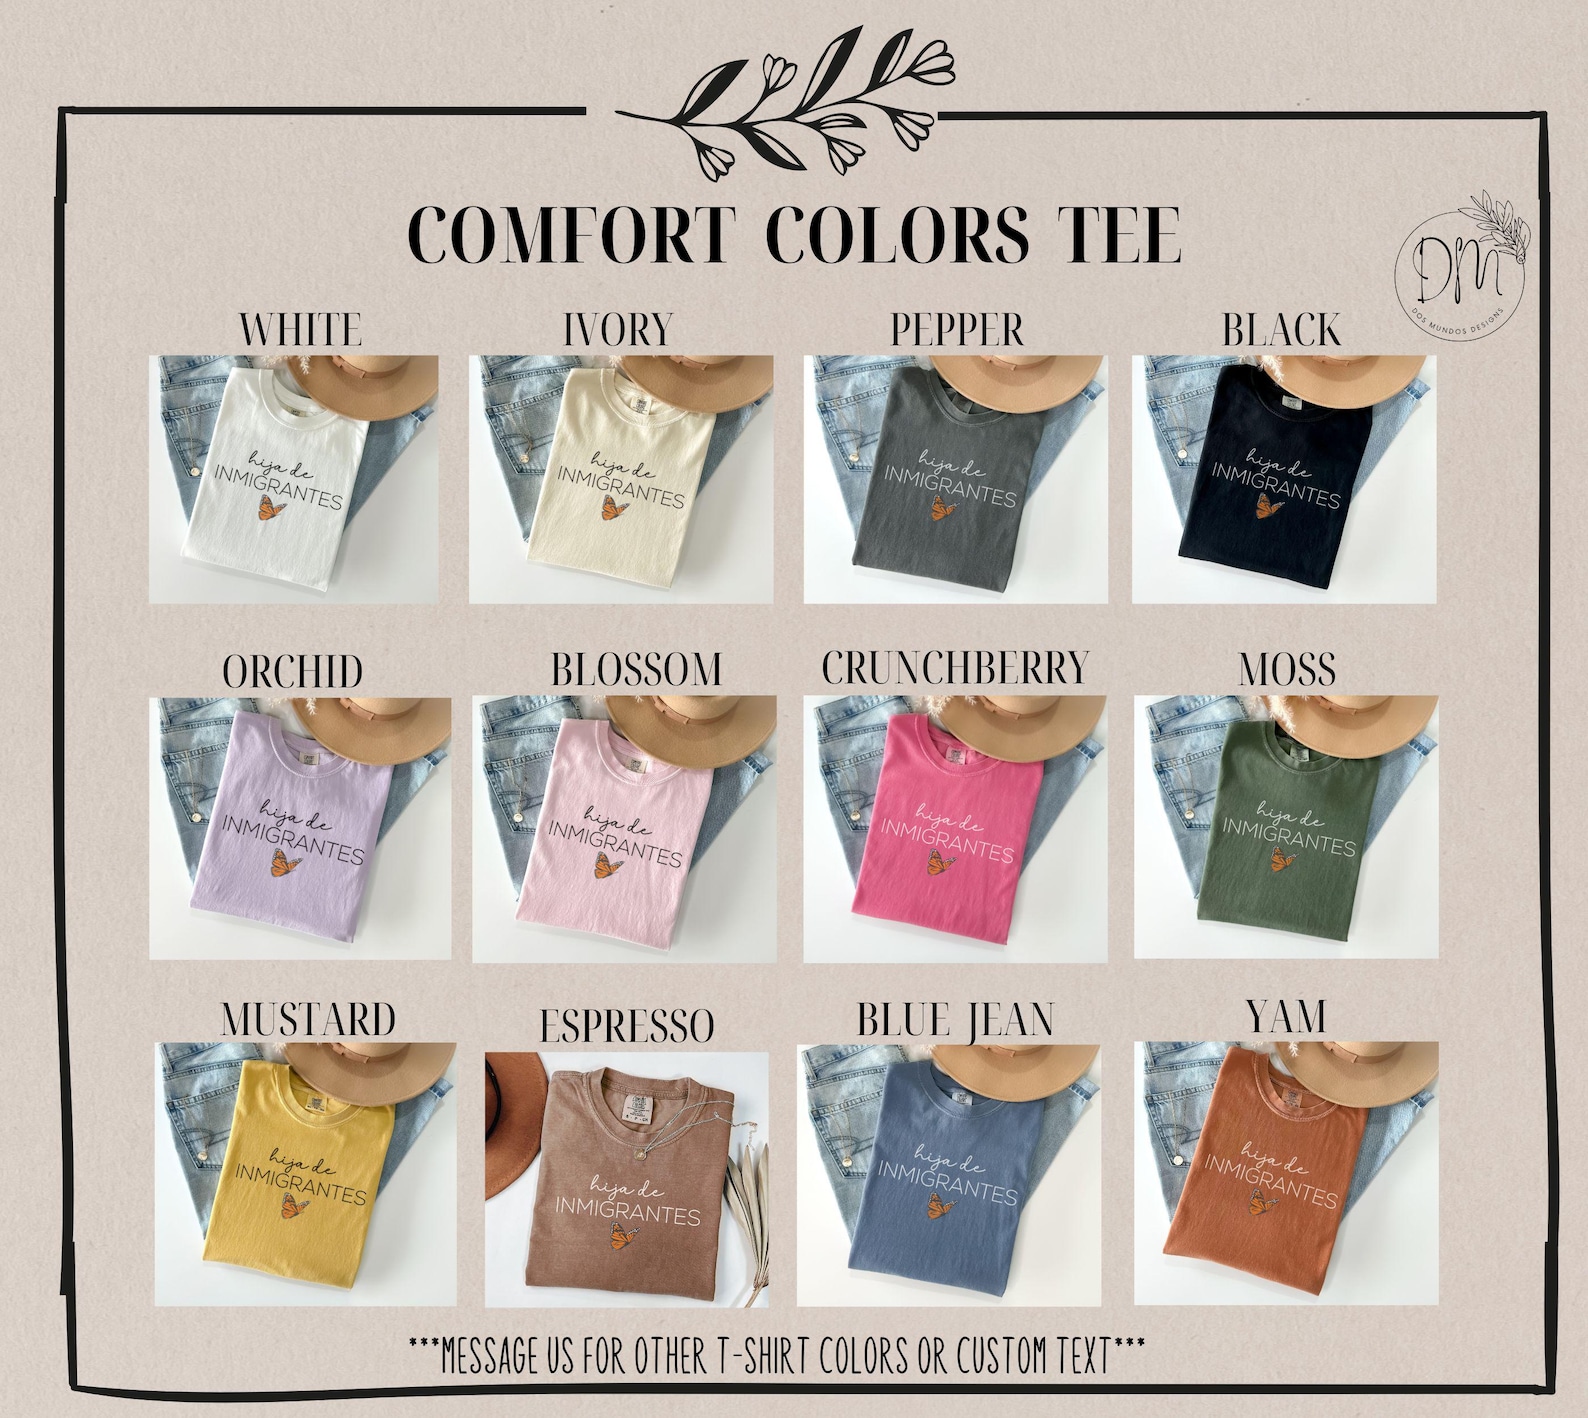 COMFORT COLORS TEE
DM
DOS MUNDOS DESIGNS
WHITE
IVORY
PEPPER
BLACK
hija de
INMIGRANTES
hija de
INMIGRANTES
hija de
INMIGRANTES
hija de
INMIGRANTES
ORCHID
BLOSSOM
CRUNCHBERRY
MOSS
hija de
INMIGRANTES
hija de
INMIGRANTES
hija de
INMIGRANTES
hija de
INMIGRANTES
MUSTARD
ESPRESSO
BLUE JEAN
YAM
hija de
INMIGRANTES
hija de
INMIGRANTES
hija de
INMIGRANTES
hija de
INMIGRANTES
***MESSAGE US FOR OTHER T-SHIRT COLORS OR CUSTOM TEXT***